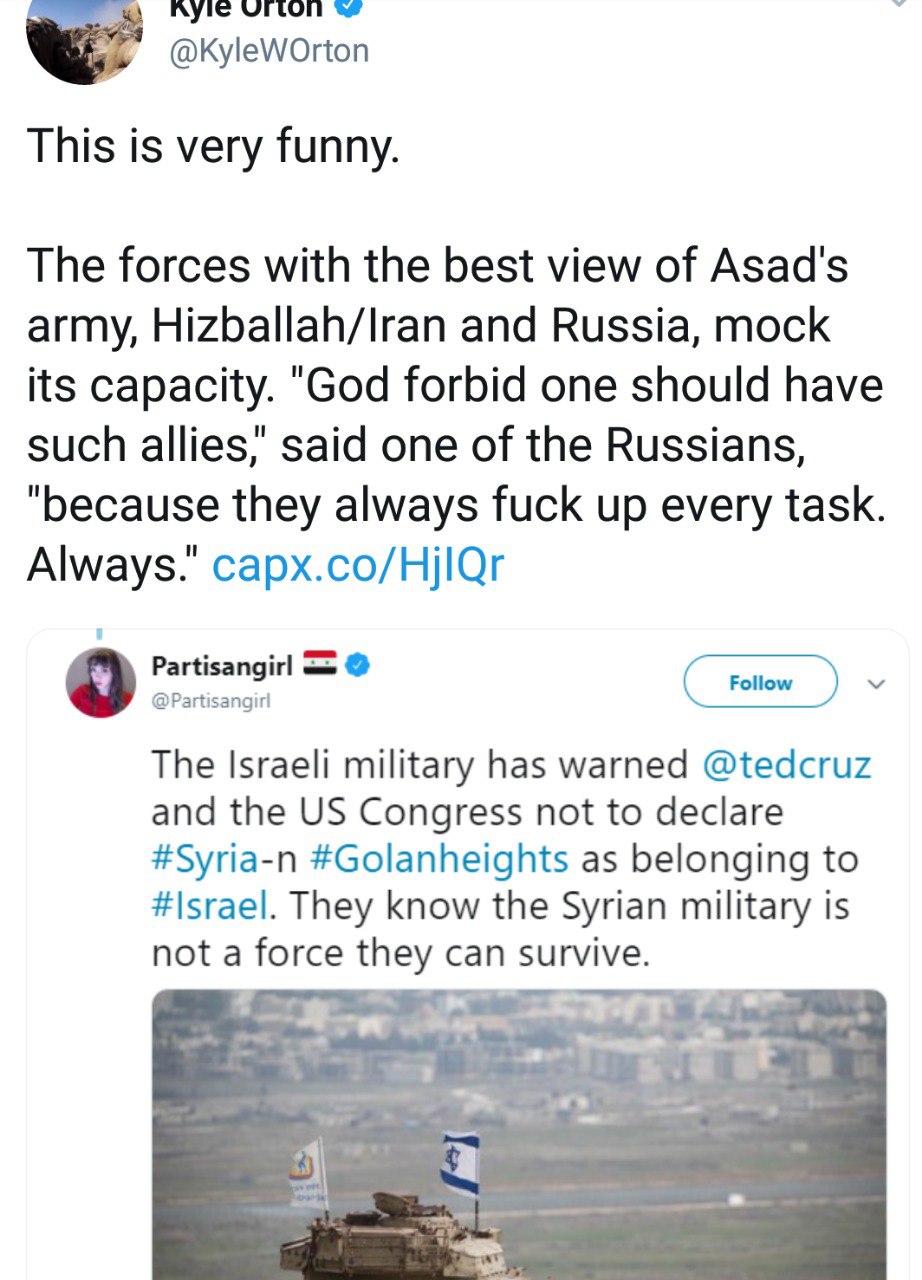 Kyle Orton
@KyleWOrton
This is very funny.
The forces with the best view of Asad's
army, Hizballah/Iran and Russia, mock
its capacity. "God forbid one should have
such allies," said one of the Russians,
"because they always fuck up every task.
Always." capx.co/HjIQr
Partisangirl
@Partisangirl
Follow
The Israeli military has warned @tedcruz
and the US Congress not to declare
#Syria-n #Golanheights as belonging to
#Israel. They know the Syrian military is
not a force they can survive.